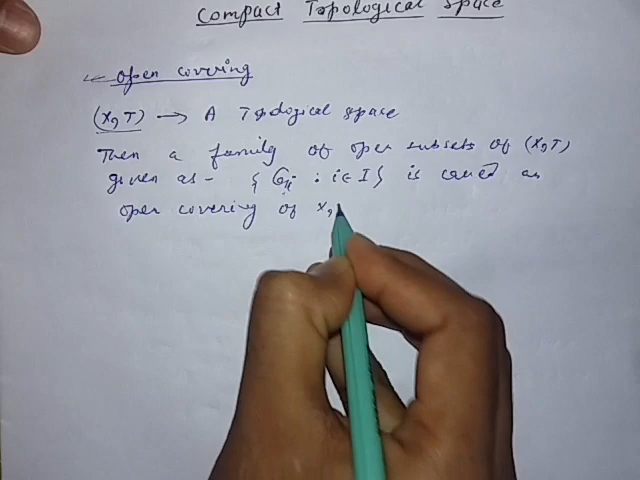 Compact Topological Space
open covering
(X, T) → A Topological space
Then a family of open subsets of (X, T)
given as - { Gi : i ∈ I } is called an
open covering of X,